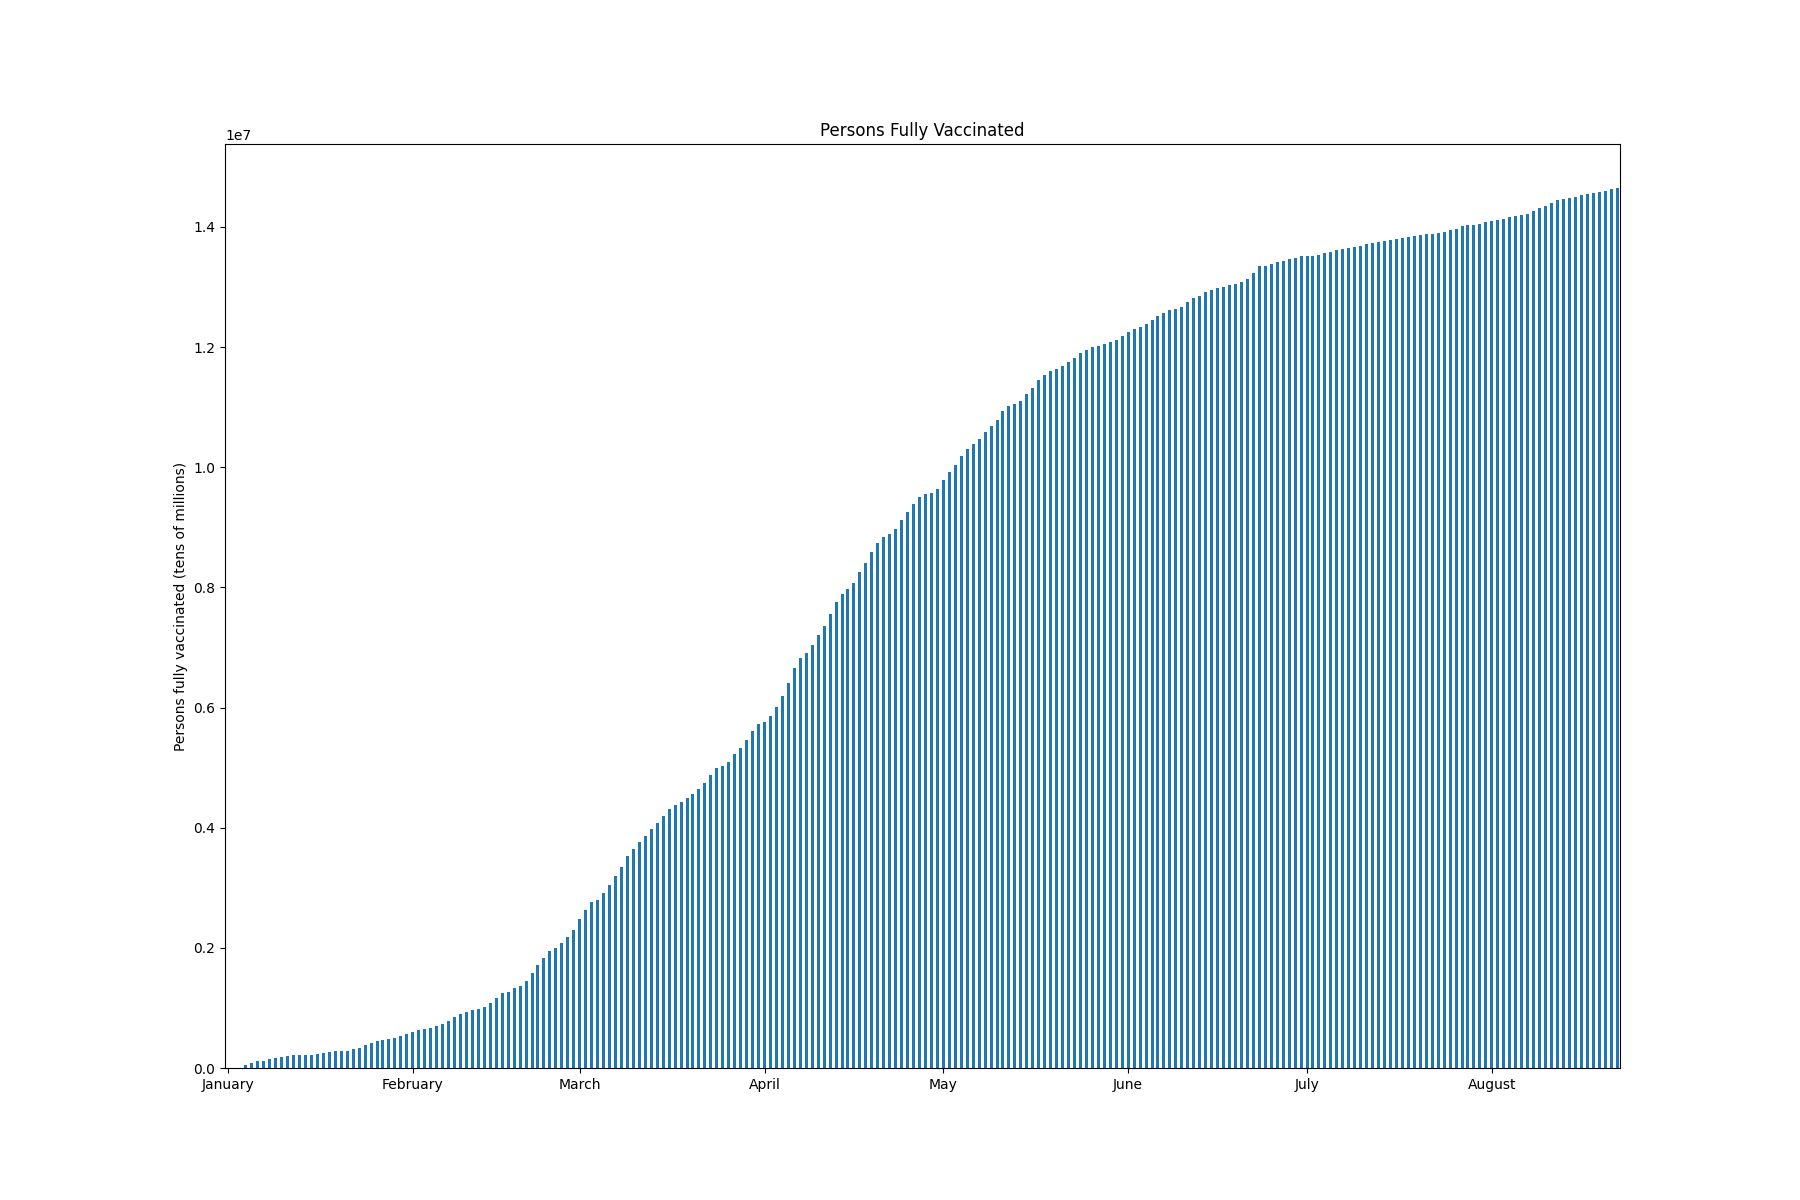 Persons Fully Vaccinated
1e7
Persons fully vaccinated (tens of millions)
1.4
1.2
1.0
0.8
0.6
0.4
0.2
0.0
January February March April May June July August